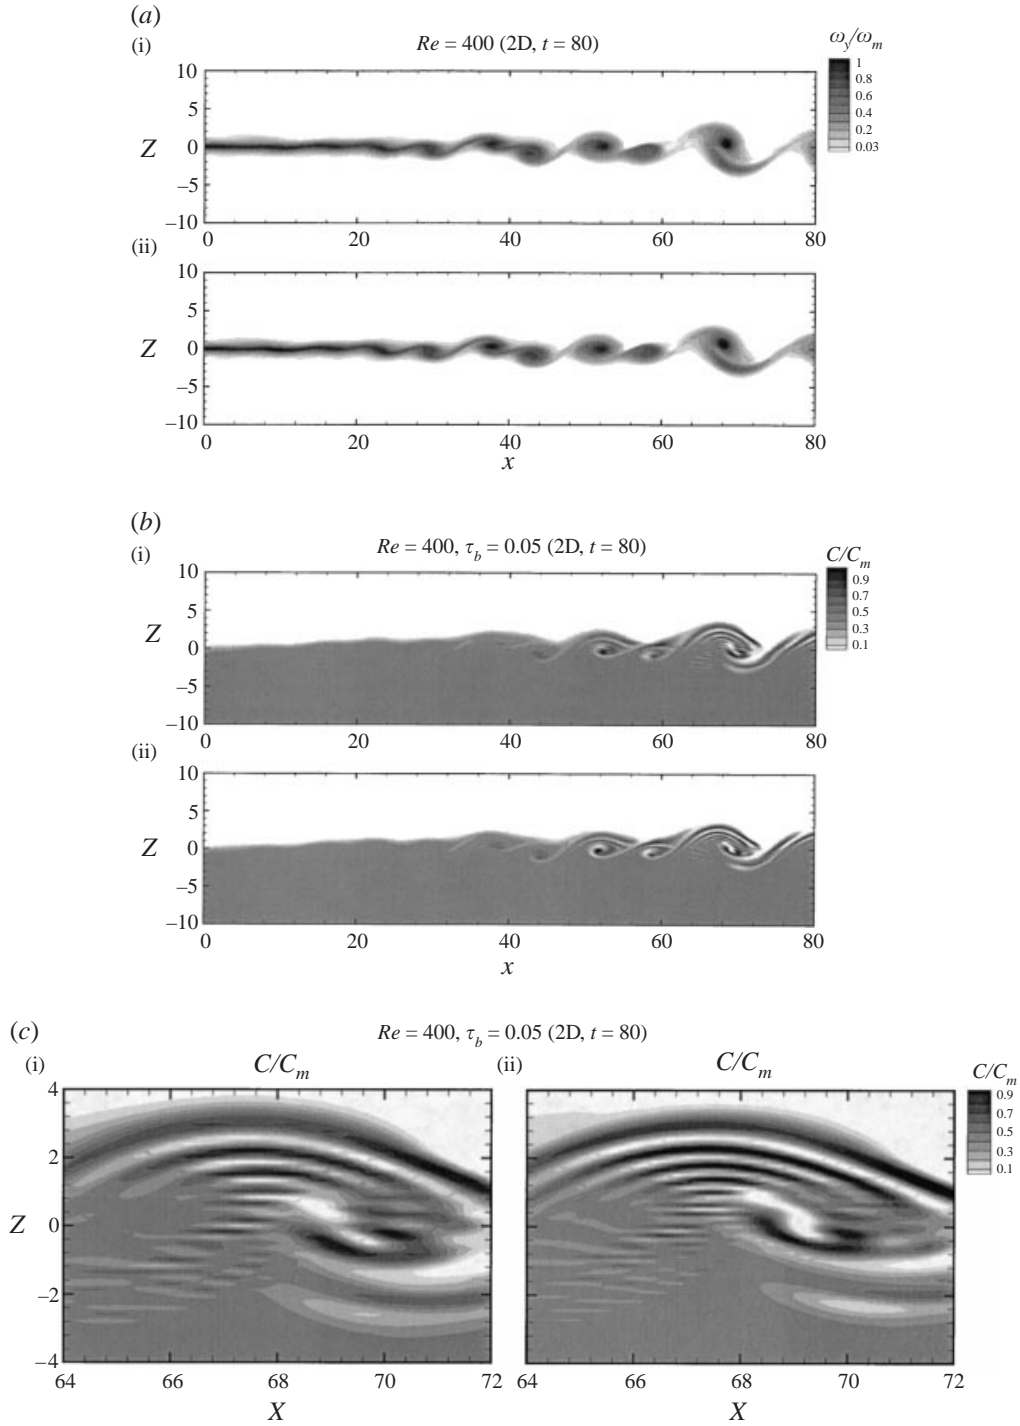 (a)
(i)
Re = 400 (2D, t = 80)
ω_y/ω_m
1
0.8
0.6
0.4
0.2
0.03
10
5
Z
0
−5
−10
0
20
40
60
80
(ii)
10
5
Z
0
−5
−10
0
20
40
60
80
x
(b)
(i)
Re = 400, τ_b = 0.05 (2D, t = 80)
C/C_m
0.9
0.7
0.5
0.3
0.1
10
5
Z
0
−5
−10
0
20
40
60
80
(ii)
10
5
Z
0
−5
−10
0
20
40
60
80
x
(c)
Re = 400, τ_b = 0.05 (2D, t = 80)
(i)
C/C_m
4
2
Z
0
−2
−4
64
66
68
70
72
X
(ii)
C/C_m
64
66
68
70
72
X
C/C_m
0.9
0.7
0.5
0.3
0.1